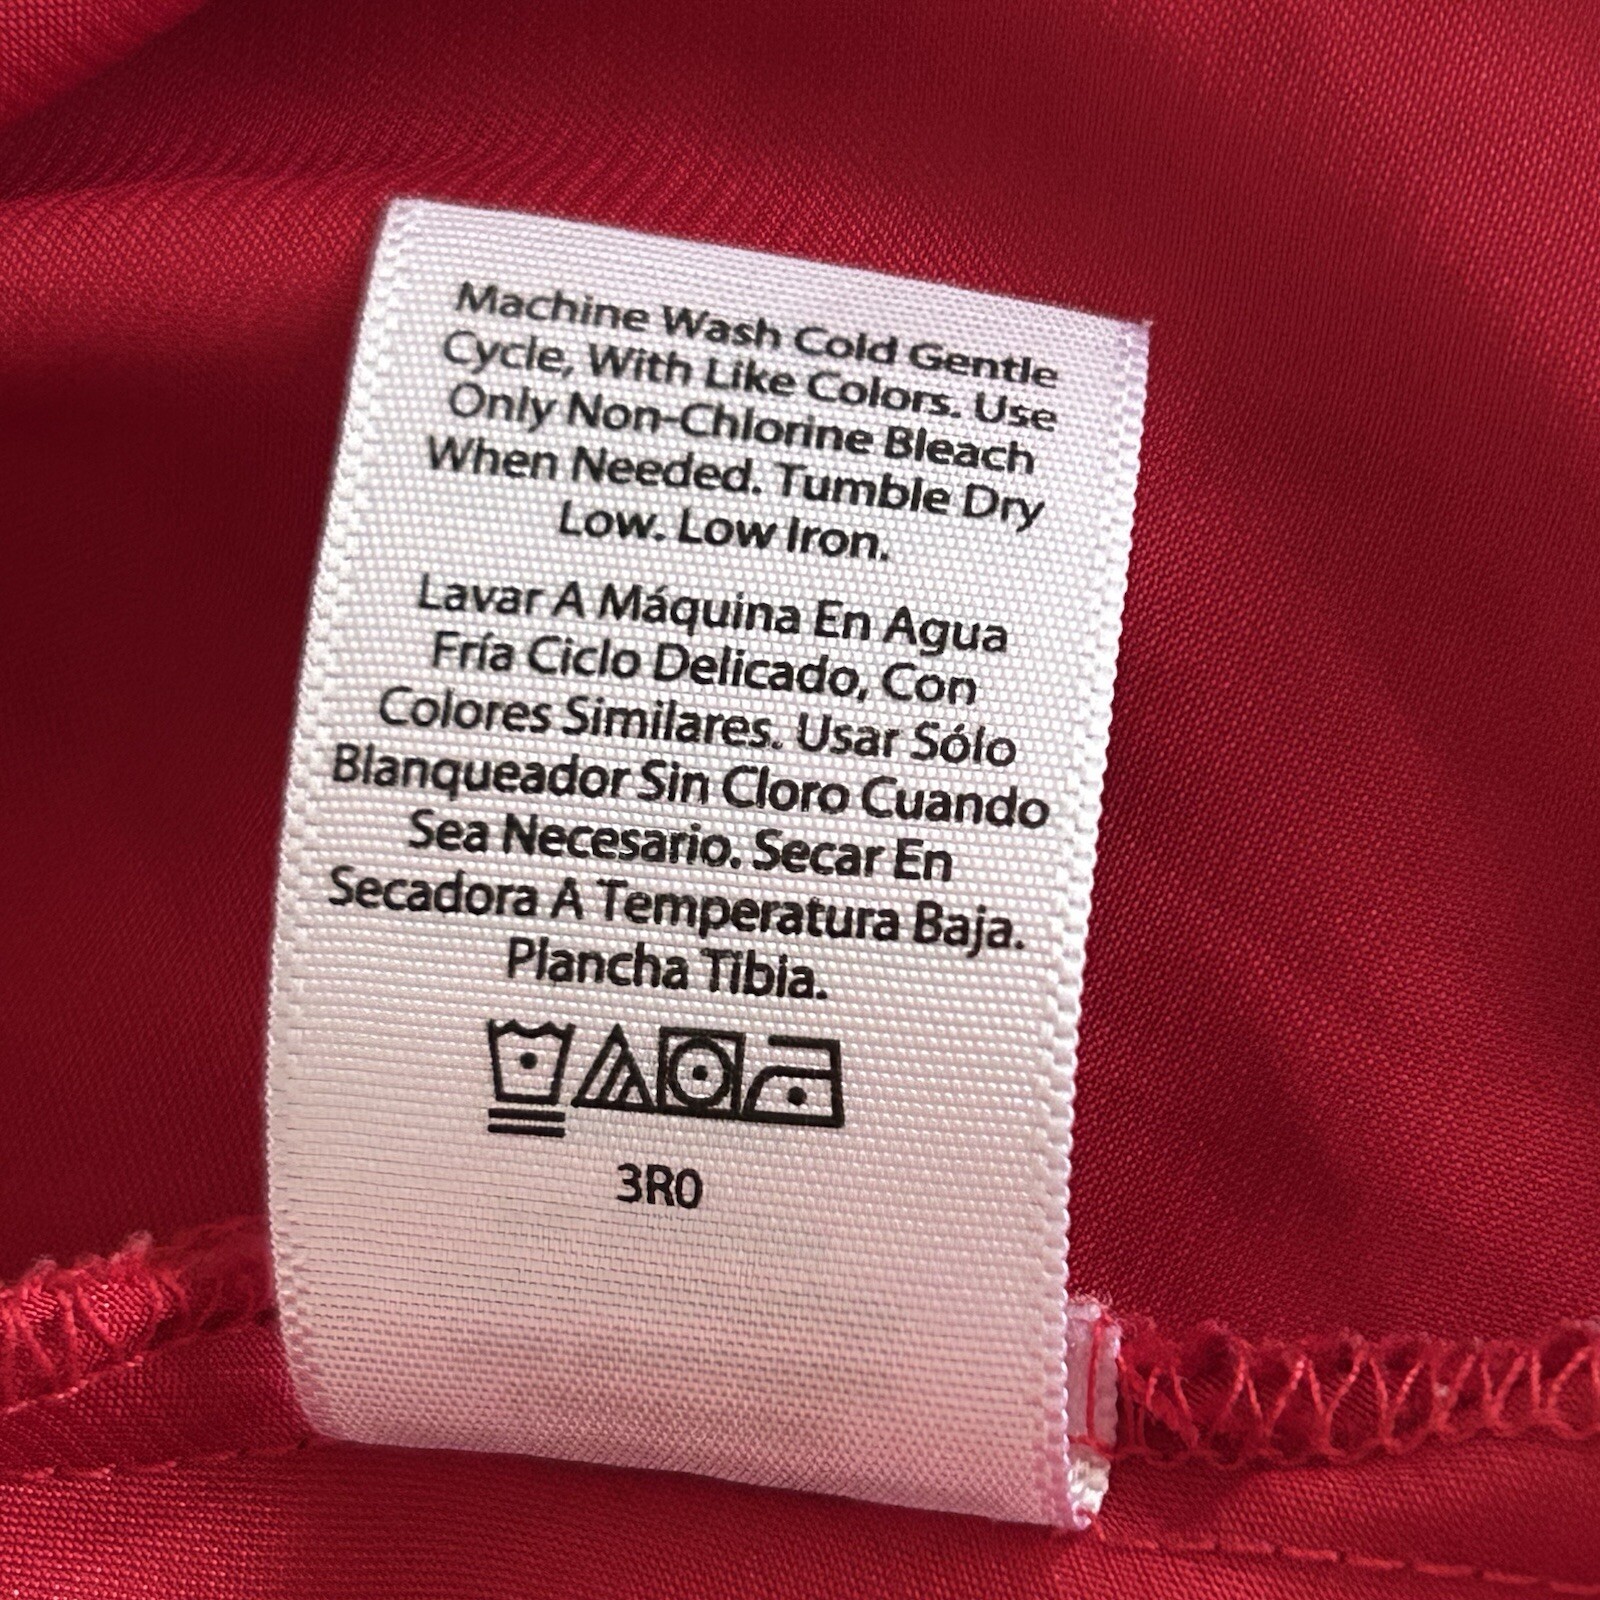 Machine Wash Cold Gentle
Cycle, With Like Colors. Use
Only Non-Chlorine Bleach
When Needed. Tumble Dry
Low. Low Iron.
Lavar A Máquina En Agua
Fría Ciclo Delicado, Con
Colores Similares. Usar Sólo
Blanqueador Sin Cloro Cuando
Sea Necesario. Secar En
Secadora A Temperatura Baja.
Plancha Tibia.
3R0